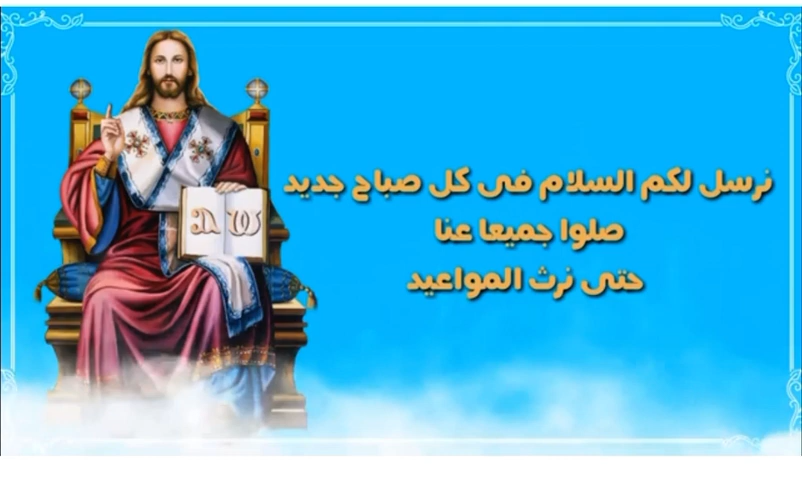 نرسل لكم السلام فى كل صباح جديد
صلوا جميعا عنا
حتى نرث المواعيد